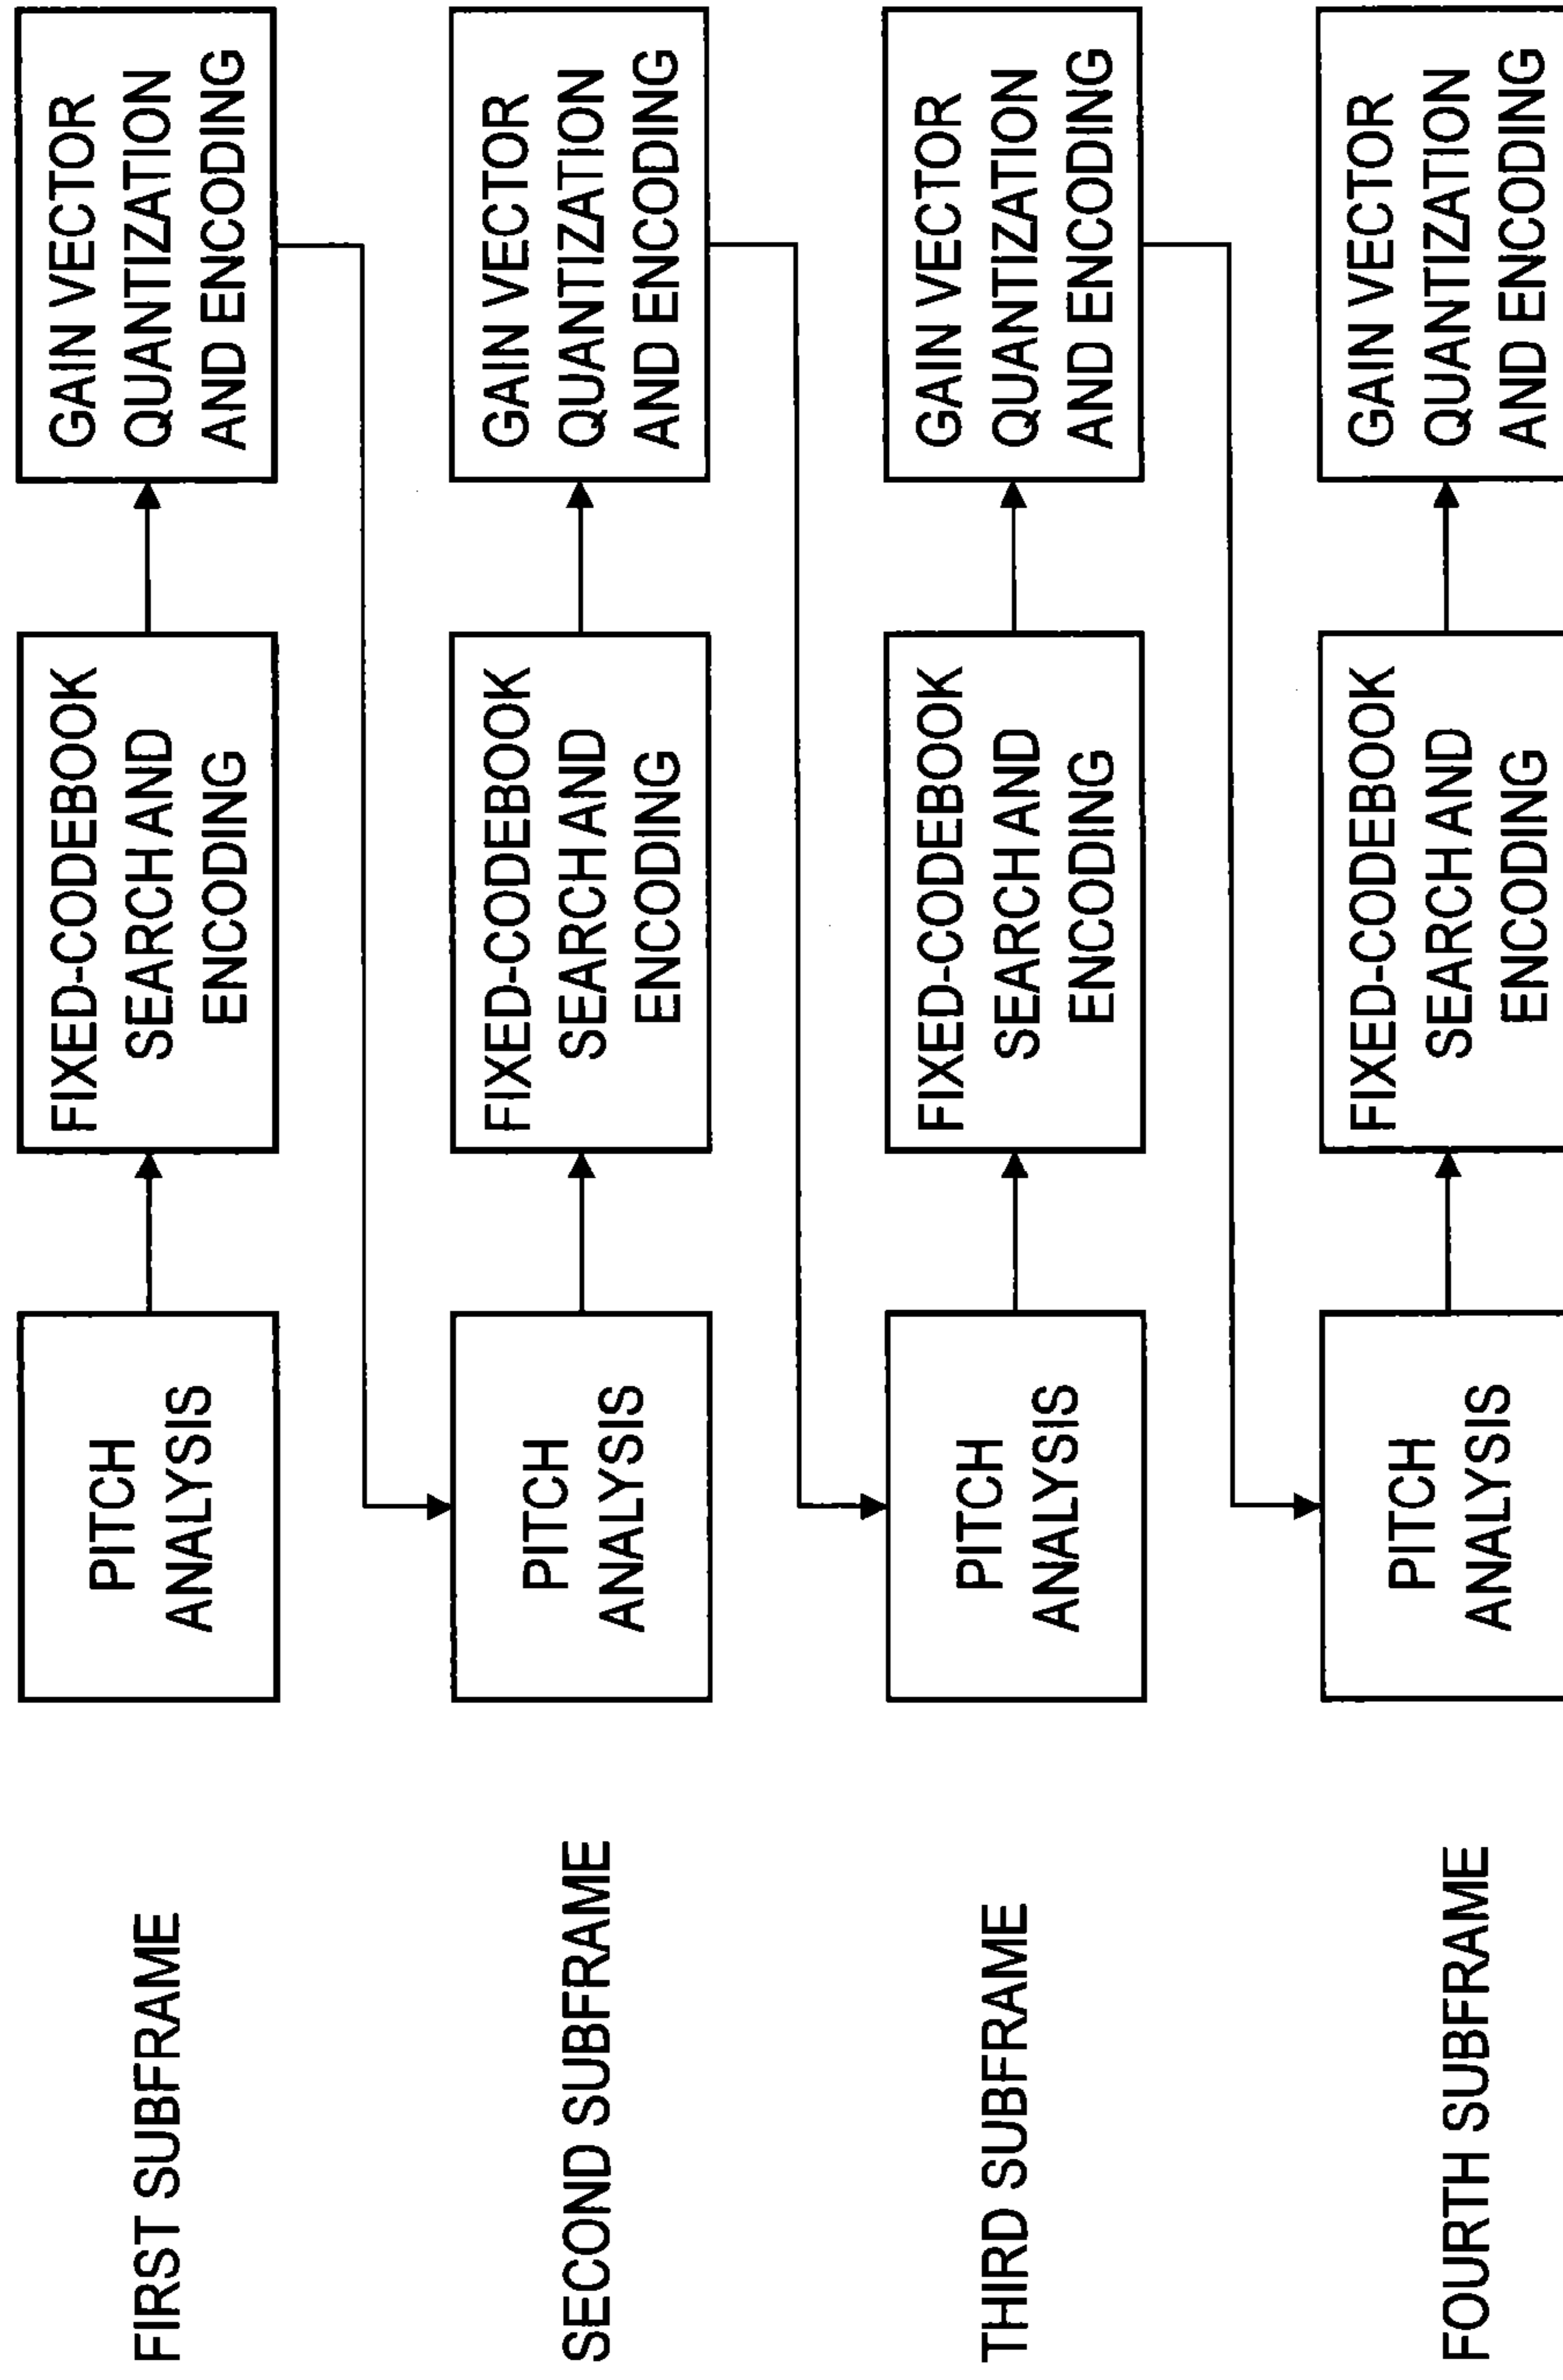 FIRST SUBFRAME
PITCH
ANALYSIS
FIXED-CODEBOOK
SEARCH AND
ENCODING
GAIN VECTOR
QUANTIZATION
AND ENCODING
SECOND SUBFRAME
PITCH
ANALYSIS
FIXED-CODEBOOK
SEARCH AND
ENCODING
GAIN VECTOR
QUANTIZATION
AND ENCODING
THIRD SUBFRAME
PITCH
ANALYSIS
FIXED-CODEBOOK
SEARCH AND
ENCODING
GAIN VECTOR
QUANTIZATION
AND ENCODING
FOURTH SUBFRAME
PITCH
ANALYSIS
FIXED-CODEBOOK
SEARCH AND
ENCODING
GAIN VECTOR
QUANTIZATION
AND ENCODING